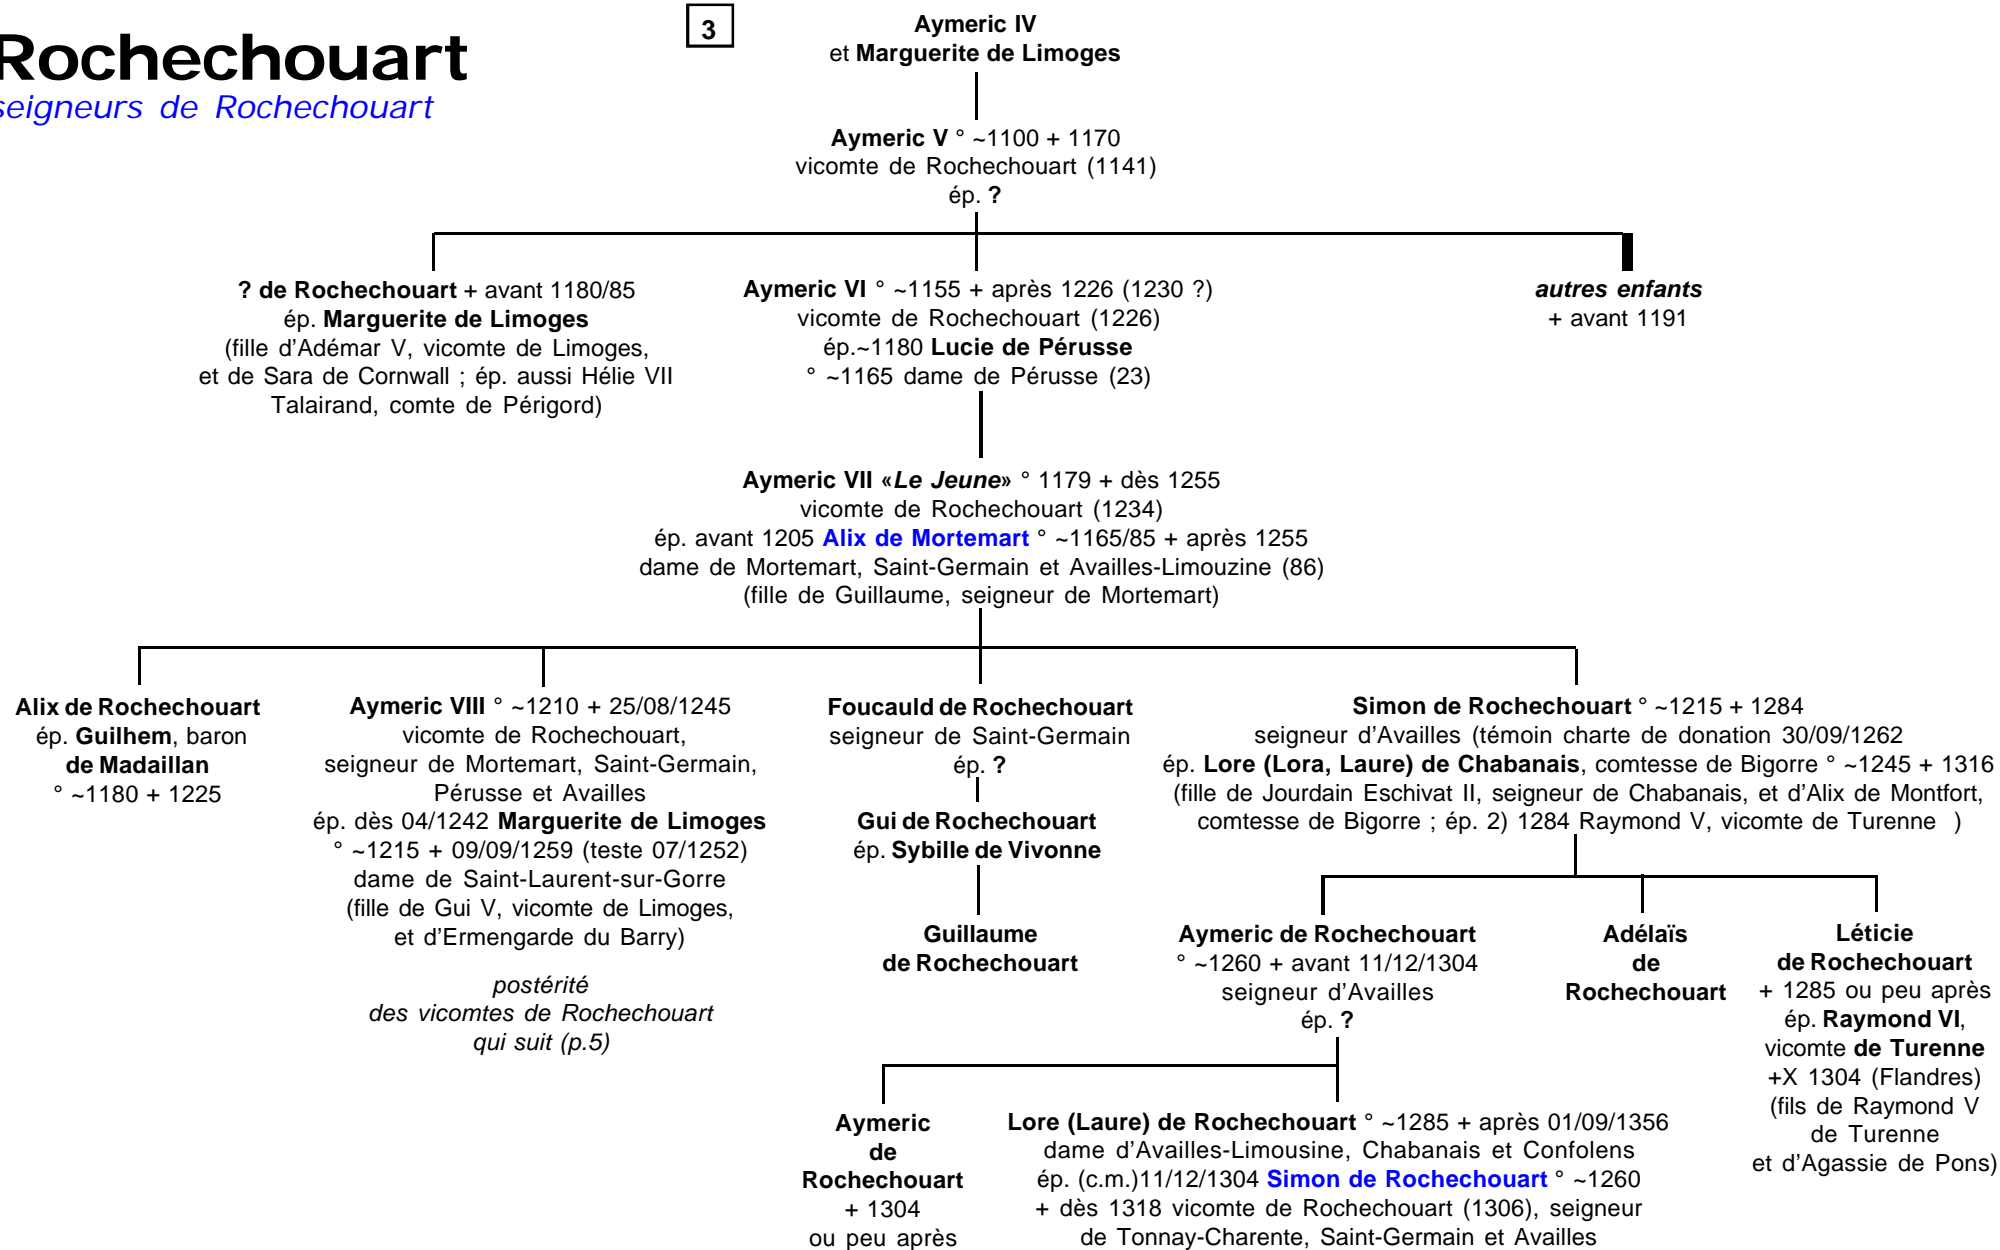 Rochechouart
seigneurs de Rochechouart
3
Aymeric IV
et Marguerite de Limoges
Aymeric V ° ~1100 + 1170
vicomte de Rochechouart (1141)
ép. ?
? de Rochechouart + avant 1180/85
ép. Marguerite de Limoges
(fille d’Adémar V, vicomte de Limoges,
et de Sara de Cornwall ; ép. aussi Hélie VII
Talairand, comte de Périgord)
Aymeric VI ° ~1155 + après 1226 (1230 ?)
vicomte de Rochechouart (1226)
ép.~1180 Lucie de Pérusse
° ~1165 dame de Pérusse (23)
autres enfants
+ avant 1191
Aymeric VII «Le Jeune» ° 1179 + dès 1255
vicomte de Rochechouart (1234)
ép. avant 1205 Alix de Mortemart ° ~1165/85 + après 1255
dame de Mortemart, Saint-Germain et Availles-Limouzine (86)
(fille de Guillaume, seigneur de Mortemart)
Alix de Rochechouart
ép. Guilhem, baron
de Madaillan
° ~1180 + 1225
Aymeric VIII ° ~1210 + 25/08/1245
vicomte de Rochechouart,
seigneur de Mortemart, Saint-Germain,
Pérusse et Availles
ép. dès 04/1242 Marguerite de Limoges
° ~1215 + 09/09/1259 (teste 07/1252)
dame de Saint-Laurent-sur-Gorre
(fille de Gui V, vicomte de Limoges,
et d’Ermengarde du Barry)
postérité
des vicomtes de Rochechouart
qui suit (p.5)
Foucauld de Rochechouart
seigneur de Saint-Germain
ép. ?
Gui de Rochechouart
ép. Sybille de Vivonne
Guillaume
de Rochechouart
Simon de Rochechouart ° ~1215 + 1284
seigneur d’Availles (témoin charte de donation 30/09/1262
ép. Lore (Lora, Laure) de Chabanais, comtesse de Bigorre ° ~1245 + 1316
(fille de Jourdain Eschivat II, seigneur de Chabanais, et d’Alix de Montfort,
comtesse de Bigorre ; ép. 2) 1284 Raymond V, vicomte de Turenne )
Aymeric de Rochechouart
° ~1260 + avant 11/12/1304
seigneur d’Availles
ép. ?
Adélaïs
de
Rochechouart
Léticie
de Rochechouart
+ 1285 ou peu après
ép. Raymond VI,
vicomte de Turenne
+X 1304 (Flandres)
(fils de Raymond V
de Turenne
et d’Agassie de Pons)
Aymeric
de
Rochechouart
+ 1304
ou peu après
Lore (Laure) de Rochechouart ° ~1285 + après 01/09/1356
dame d’Availles-Limousine, Chabanais et Confolens
ép. (c.m.)11/12/1304 Simon de Rochechouart ° ~1260
+ dès 1318 vicomte de Rochechouart (1306), seigneur
de Tonnay-Charente, Saint-Germain et Availles